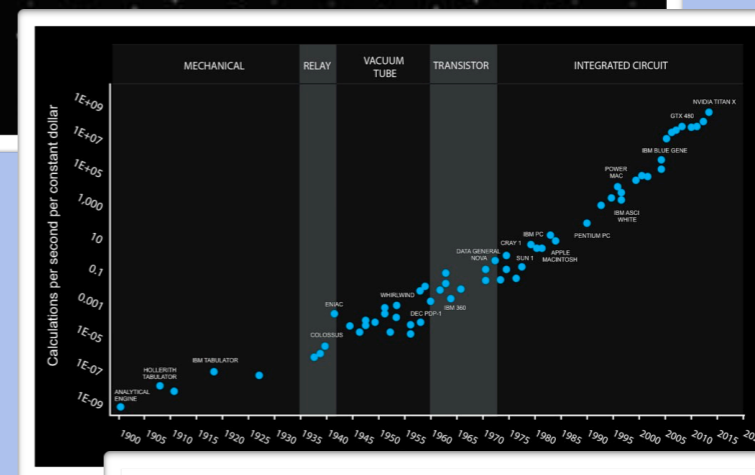 MECHANICAL
RELAY
VACUUM
TUBE
TRANSISTOR
INTEGRATED CIRCUIT
Calculations per second per constant dollar
1E+09
1E+07
1E+05
1,000
10
0.1
0.001
1E-05
1E-07
1E-09
NVIDIA TITAN X
GTX 480
IBM BLUE GENE
POWER
MAC
IBM ASCI
WHITE
PENTIUM PC
IBM PC
CRAY 1
APPLE
MACINTOSH
DATA GENERAL
NOVA
SUN 1
WHIRLWIND
IBM 360
DEC PDP-1
ENIAC
COLOSSUS
IBM TABULATOR
HOLLERITH
TABULATOR
ANALYTICAL
ENGINE
1900 1905 1910 1915 1920 1925 1930 1935 1940 1945 1950 1955 1960 1965 1970 1975 1980 1985 1990 1995 2000 2005 2010 2015